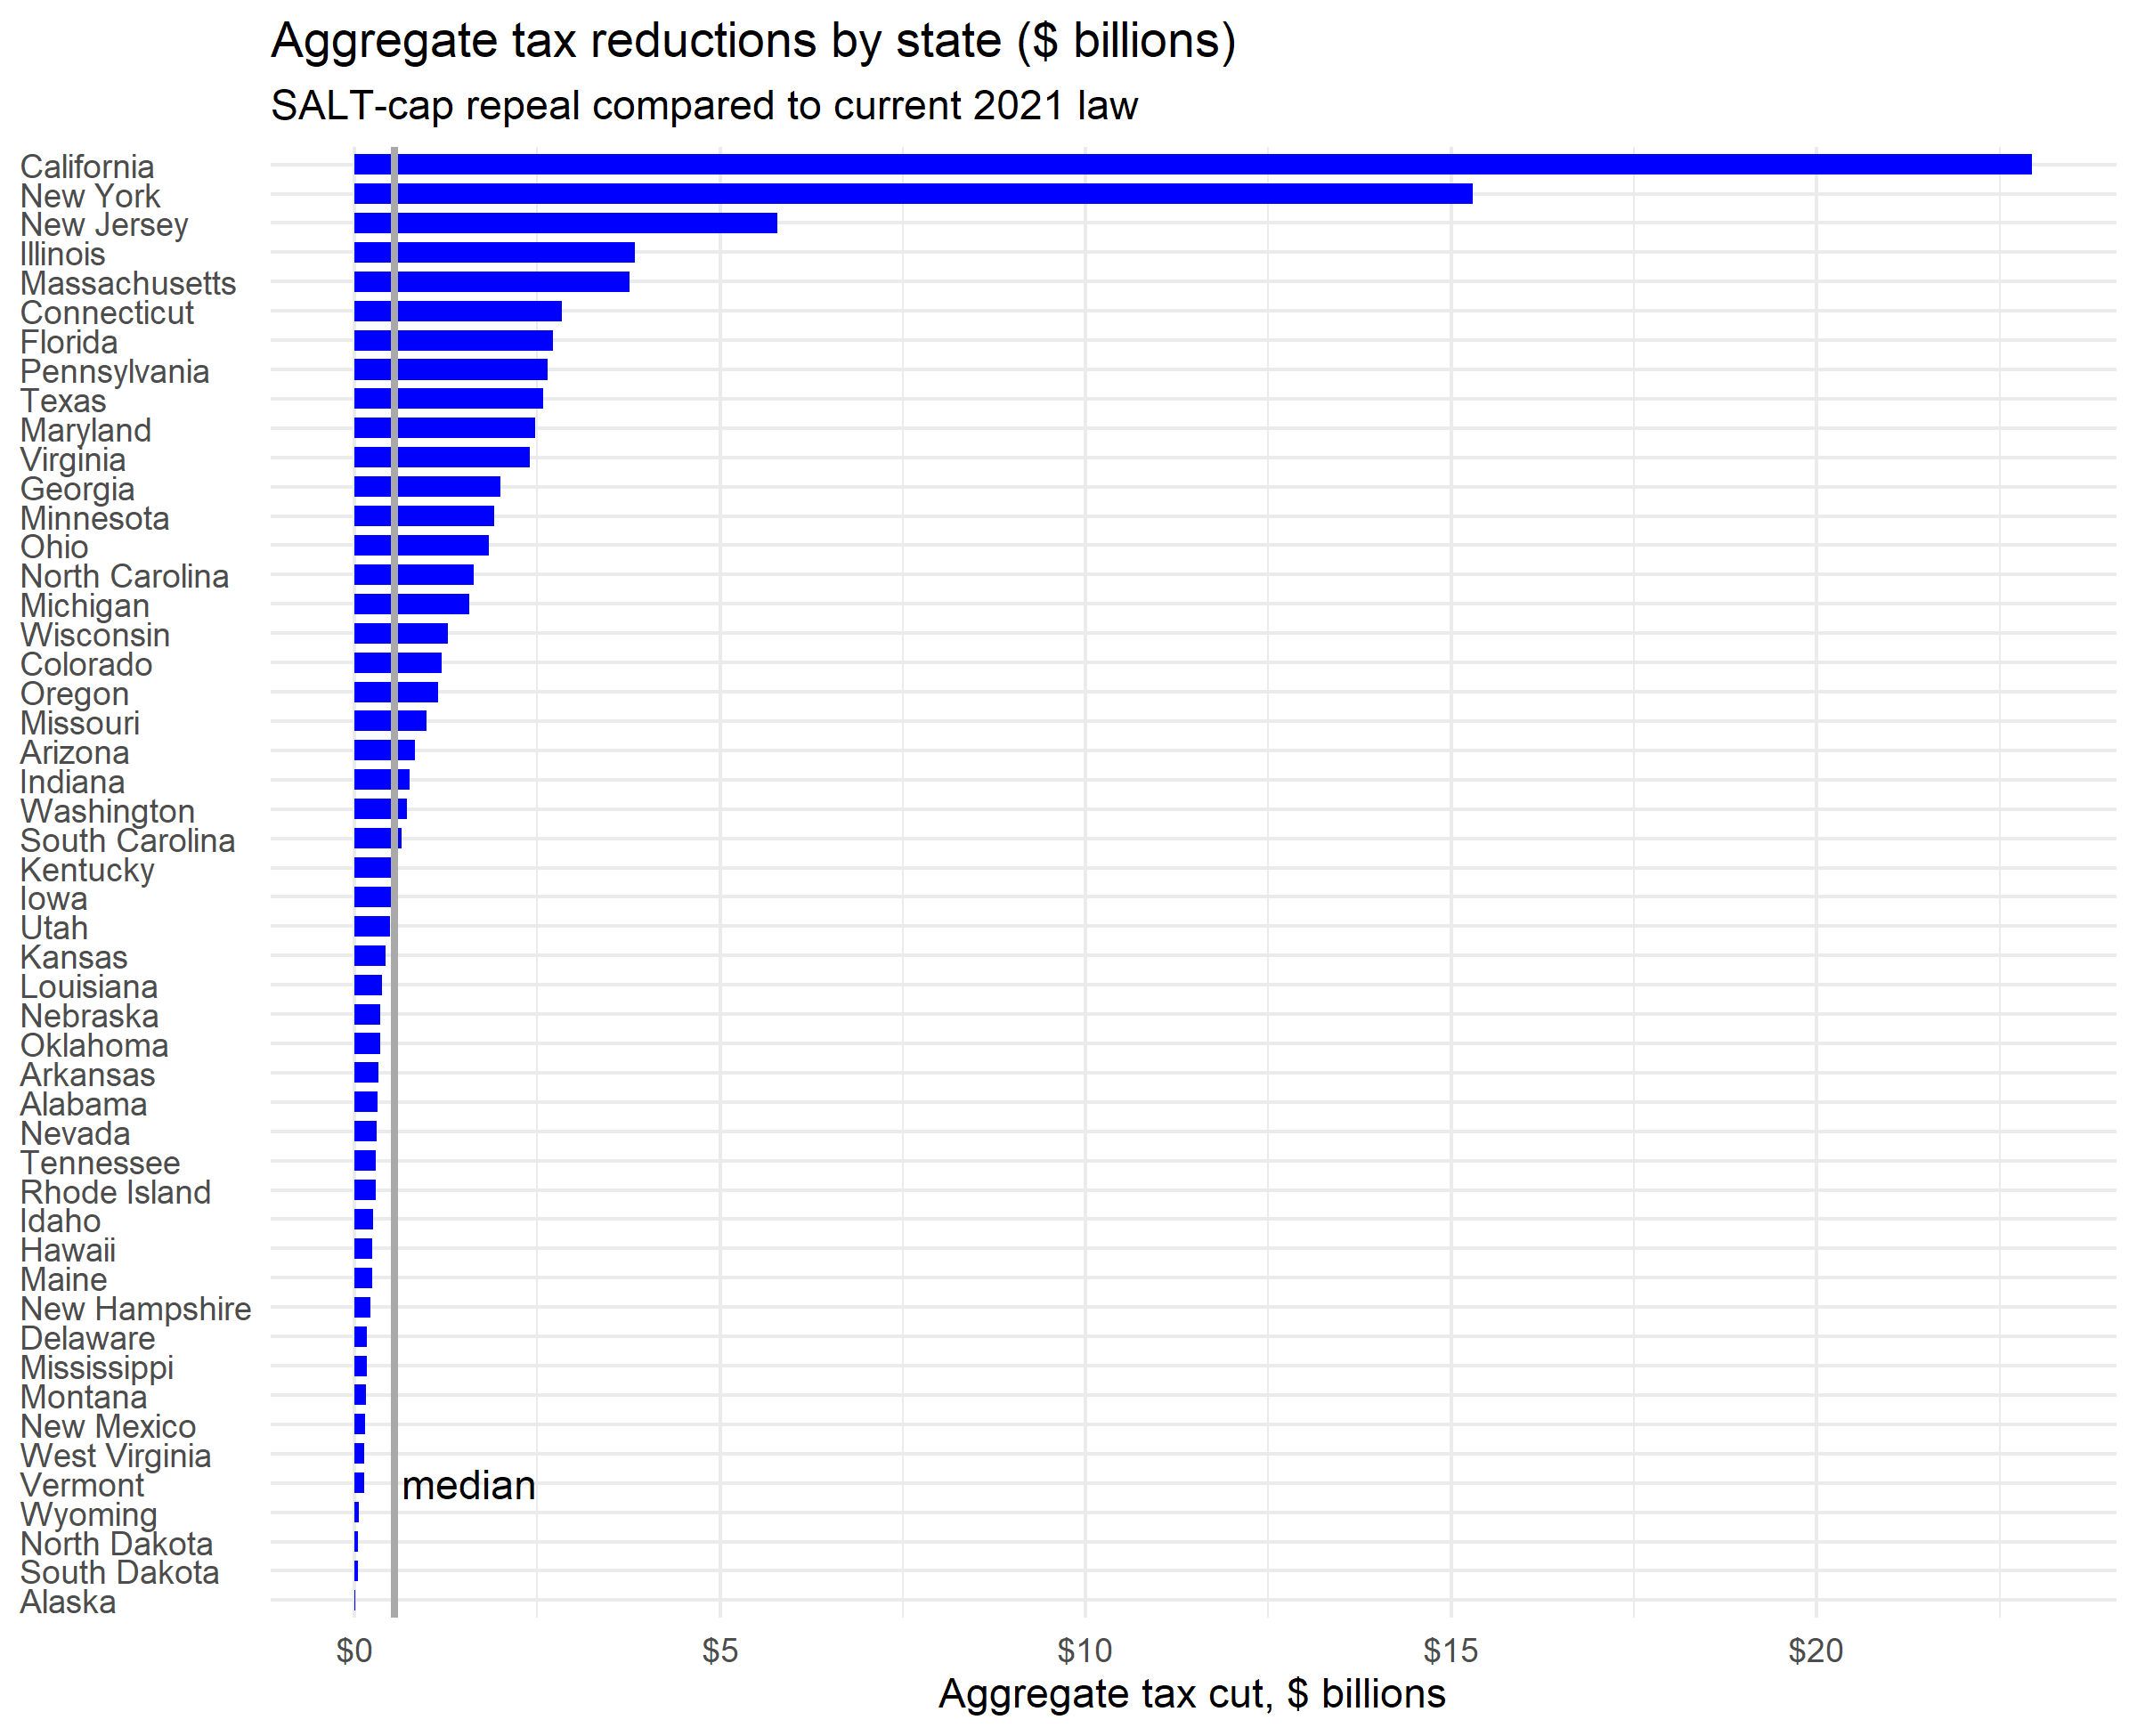 Aggregate tax reductions by state ($ billions)
SALT-cap repeal compared to current 2021 law
California
New York
New Jersey
Illinois
Massachusetts
Connecticut
Florida
Pennsylvania
Texas
Maryland
Virginia
Georgia
Minnesota
Ohio
North Carolina
Michigan
Wisconsin
Colorado
Oregon
Missouri
Arizona
Indiana
Washington
South Carolina
Kentucky
Iowa
Utah
Kansas
Louisiana
Nebraska
Oklahoma
Arkansas
Alabama
Nevada
Tennessee
Rhode Island
Idaho
Hawaii
Maine
New Hampshire
Delaware
Mississippi
Montana
New Mexico
West Virginia
Vermont
median
Wyoming
North Dakota
South Dakota
Alaska
$0 $5 $10 $15 $20
Aggregate tax cut, $ billions